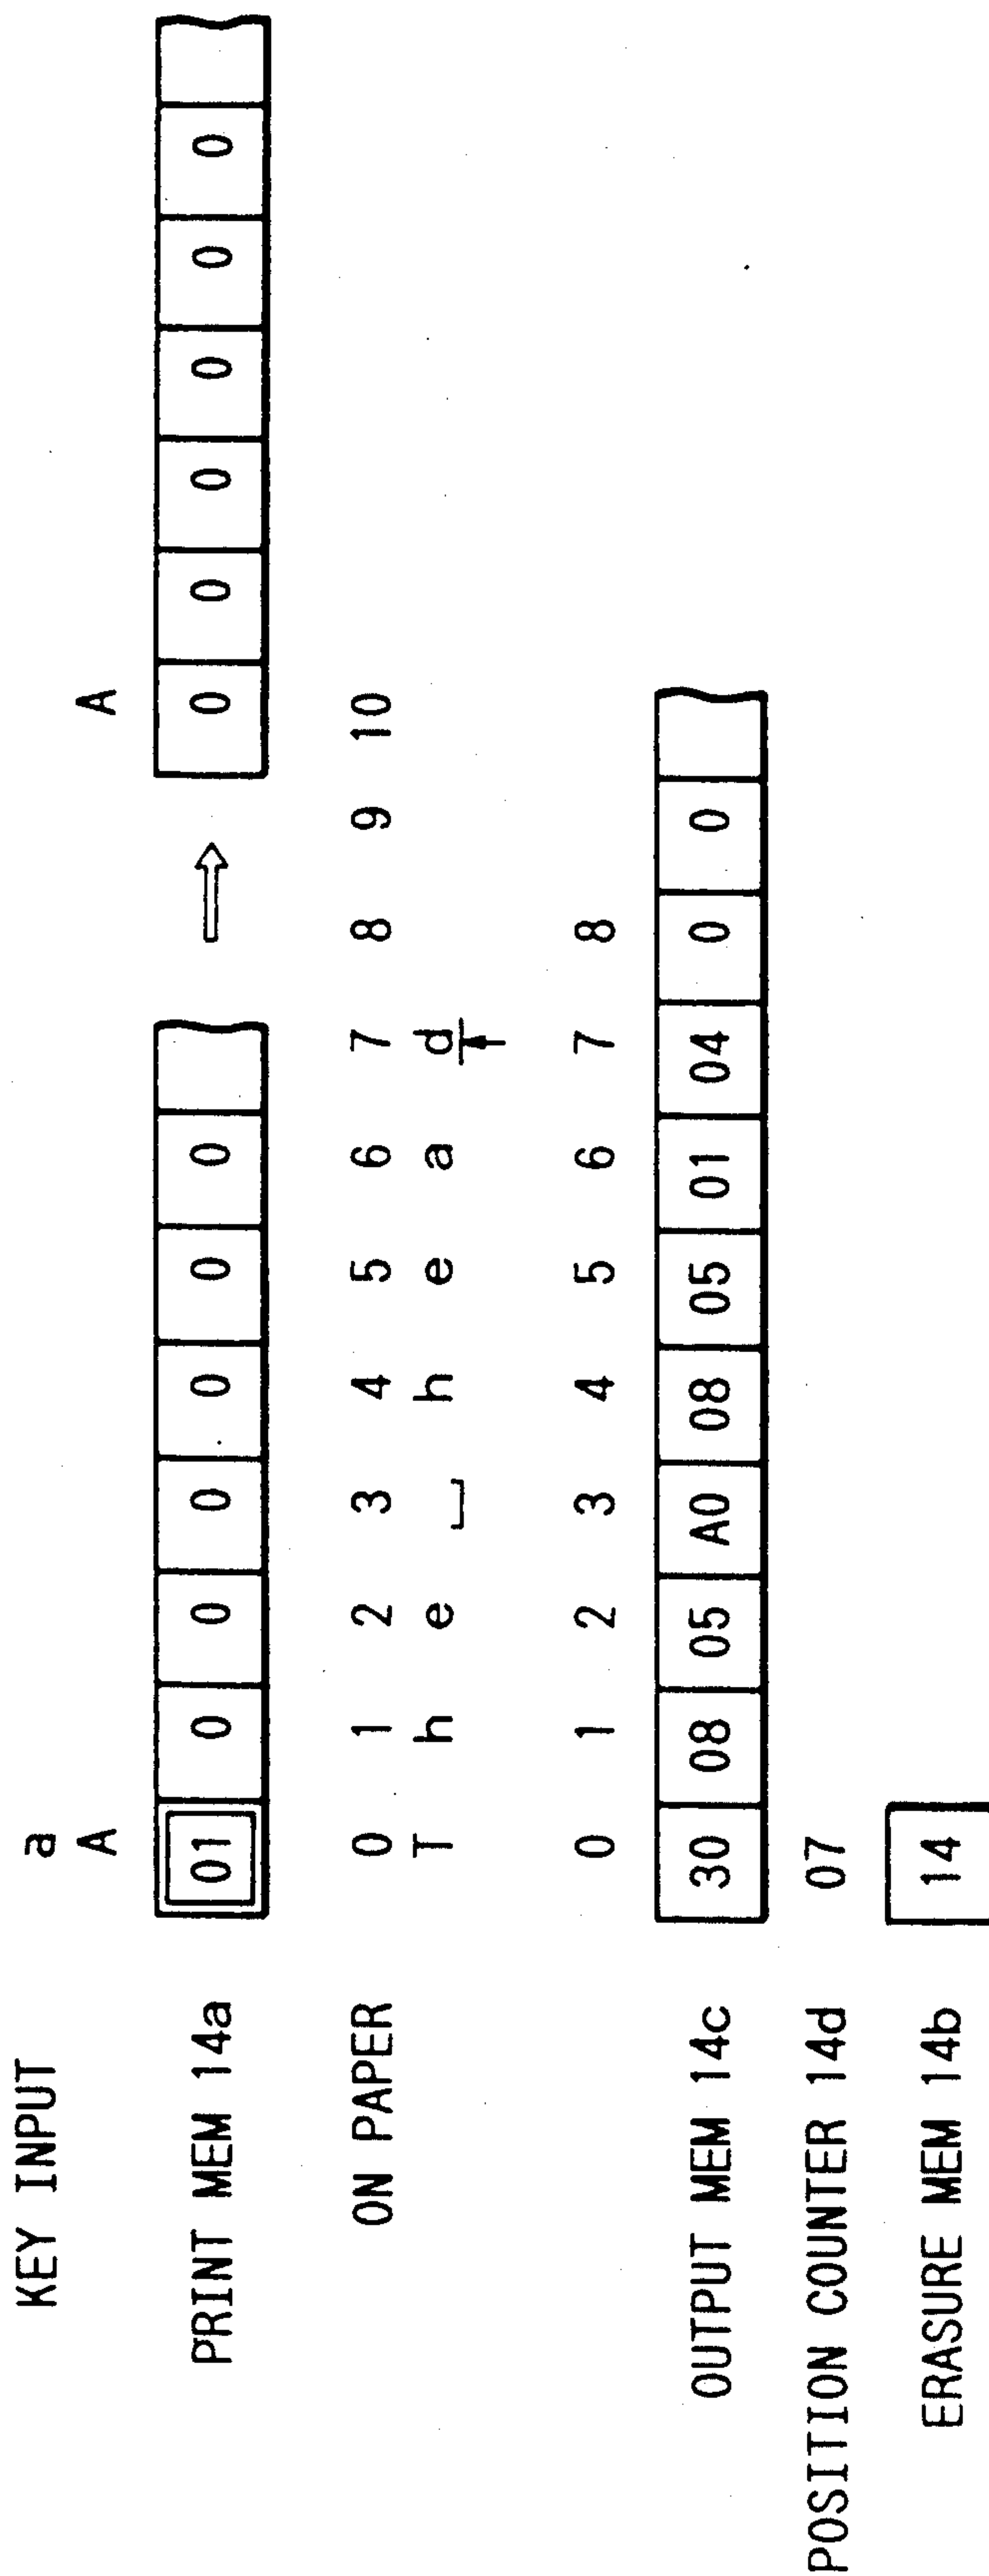 KEY INPUT a
A A
PRINT MEM 14a 01 0 0 0 0 0 0 ⇒ 0 0 0 0 0 0
ON PAPER 0 1 2 3 4 5 6 7 8 9 10
T h e ␣ h e a d
0 1 2 3 4 5 6 7 8
OUTPUT MEM 14c 30 08 05 A0 08 05 01 04 0 0
POSITION COUNTER 14d 07
ERASURE MEM 14b 14